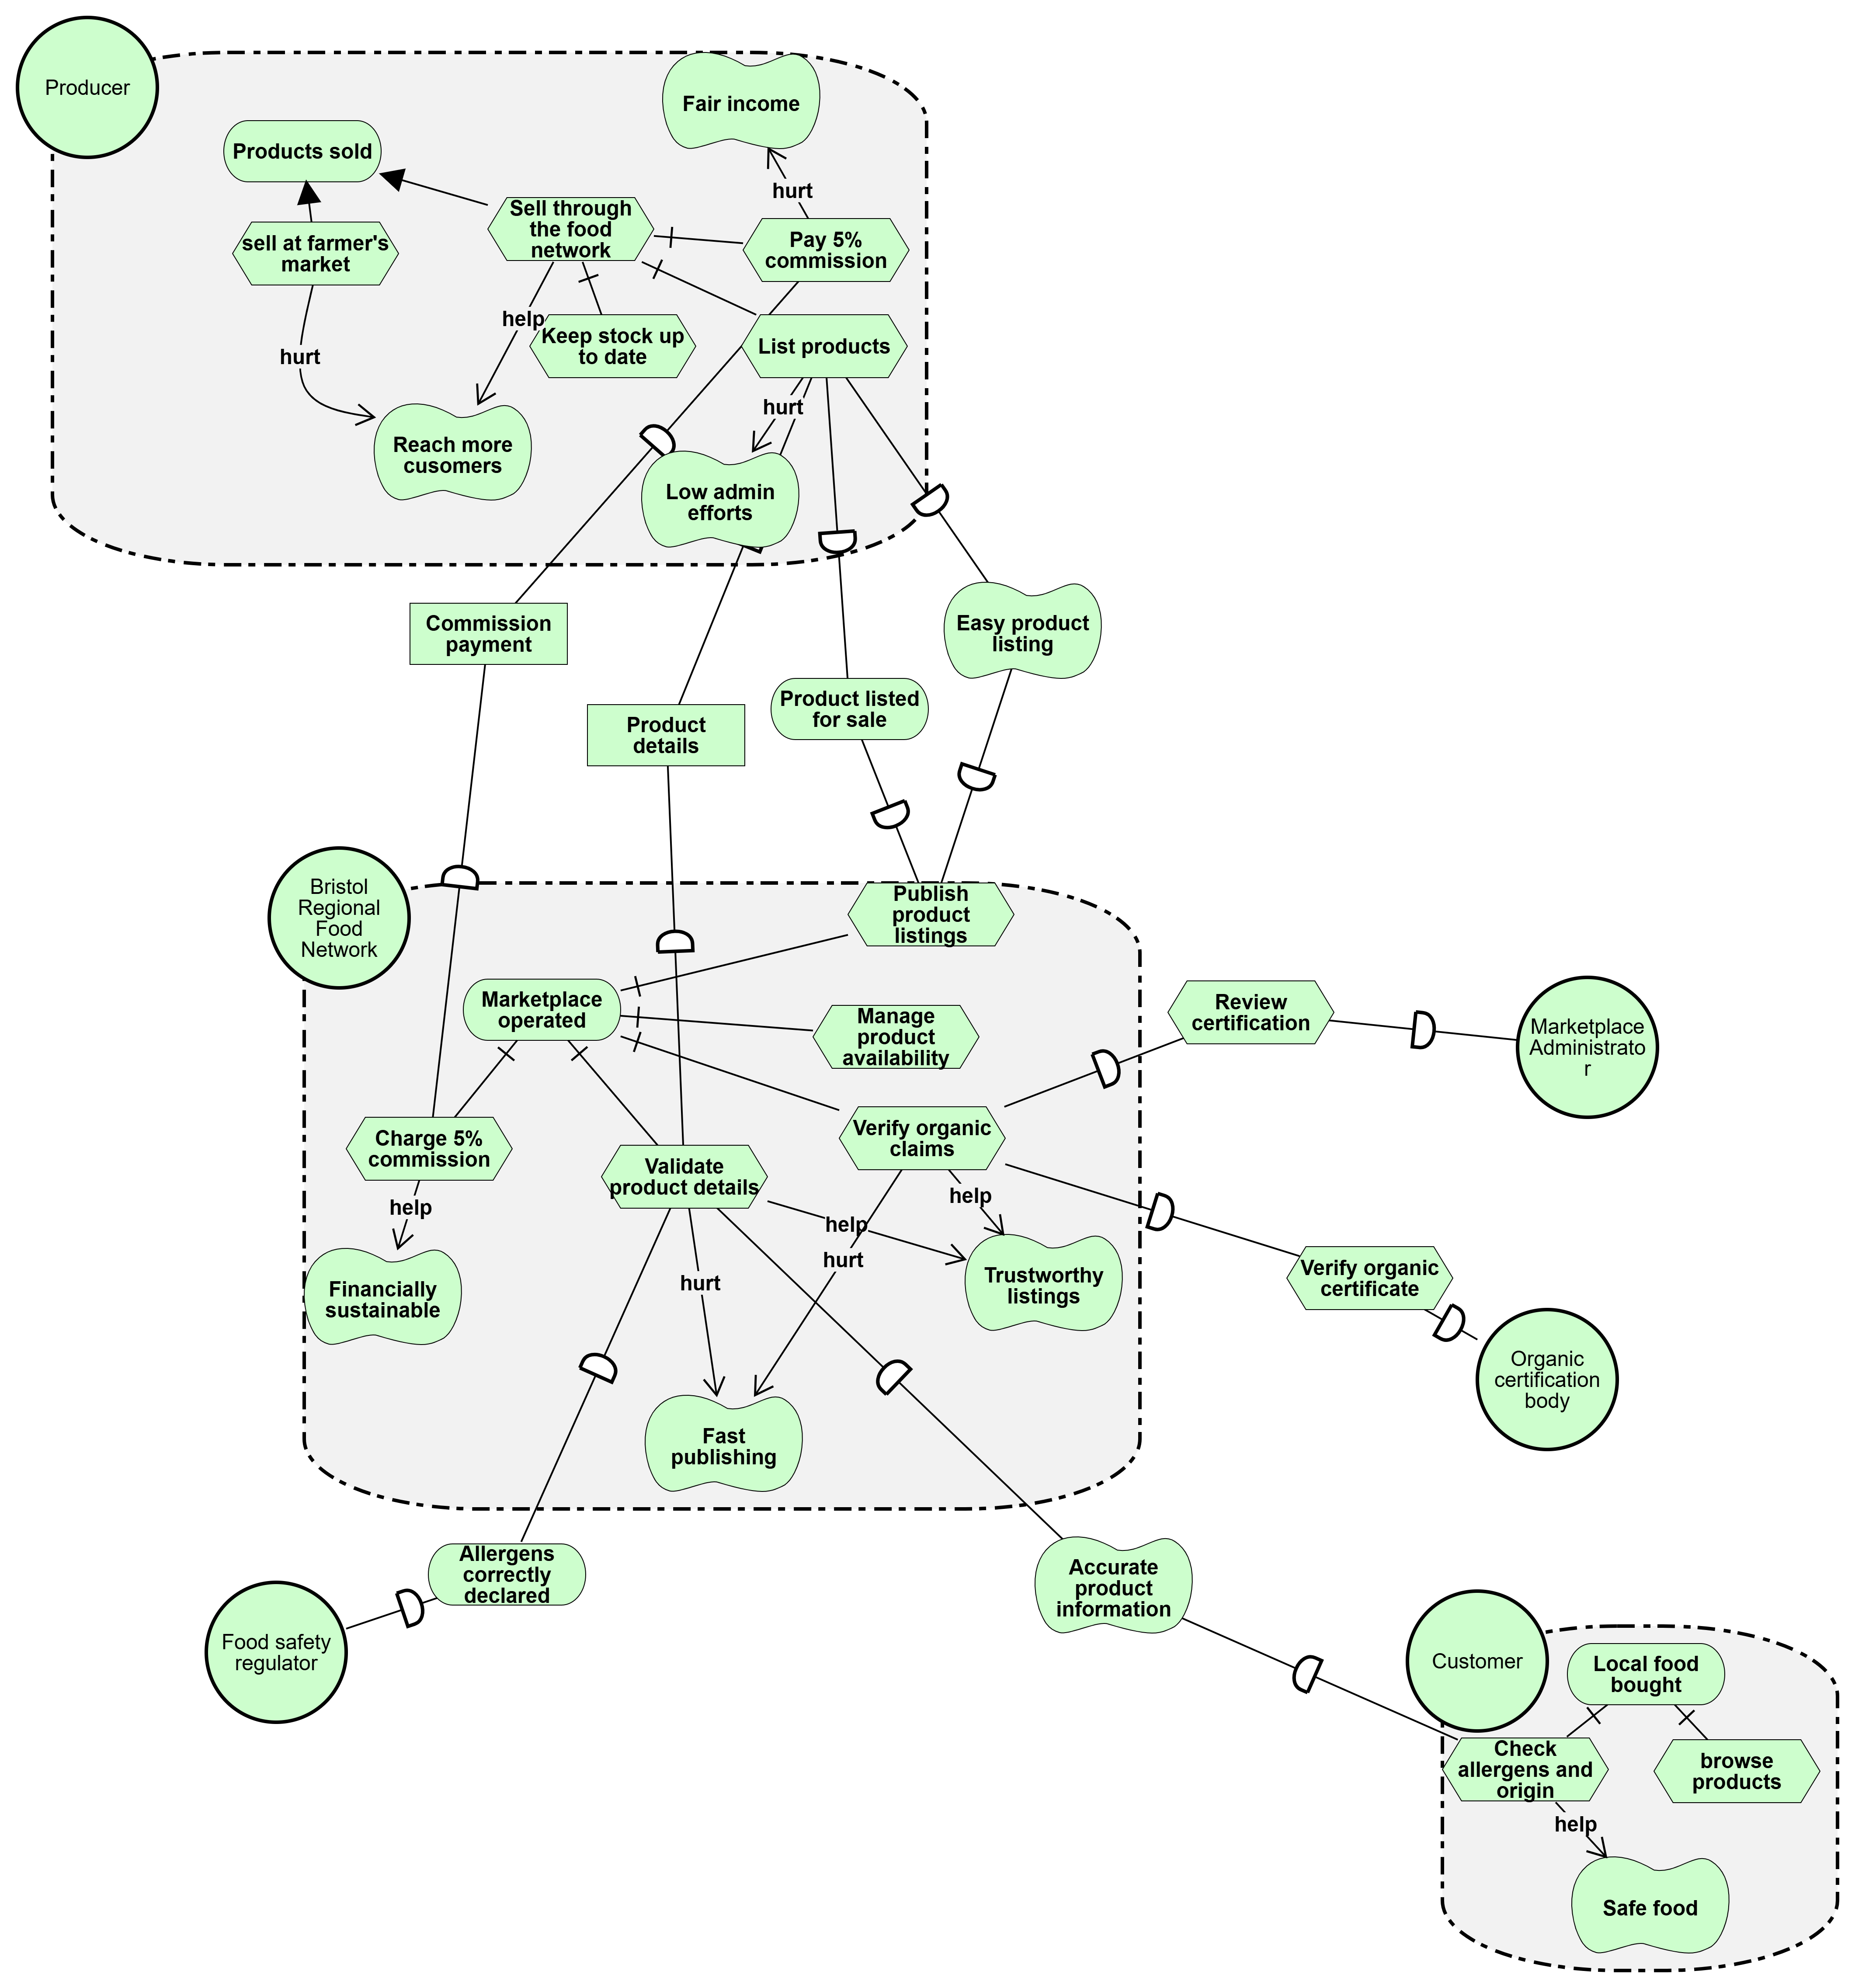 Producer
Fair income
Products sold
hurt
Sell through
the food
network
sell at farmer's
market
Pay 5%
commission
help
Keep stock up
to date
List products
hurt
hurt
Reach more
cusomers
Low admin
efforts
Commission
payment
Easy product
listing
Product
details
Product listed
for sale
Bristol
Regional
Food
Network
Publish
product
listings
Marketplace
operated
Manage
product
availability
Review
certification
Marketplace
Administrato
r
Charge 5%
commission
Verify organic
claims
Validate
product details
help
help
help
hurt
hurt
Financially
sustainable
Trustworthy
listings
Verify organic
certificate
Organic
certification
body
Fast
publishing
Allergens
correctly
declared
Accurate
product
information
Food safety
regulator
Customer
Local food
bought
Check
allergens and
origin
browse
products
help
Safe food